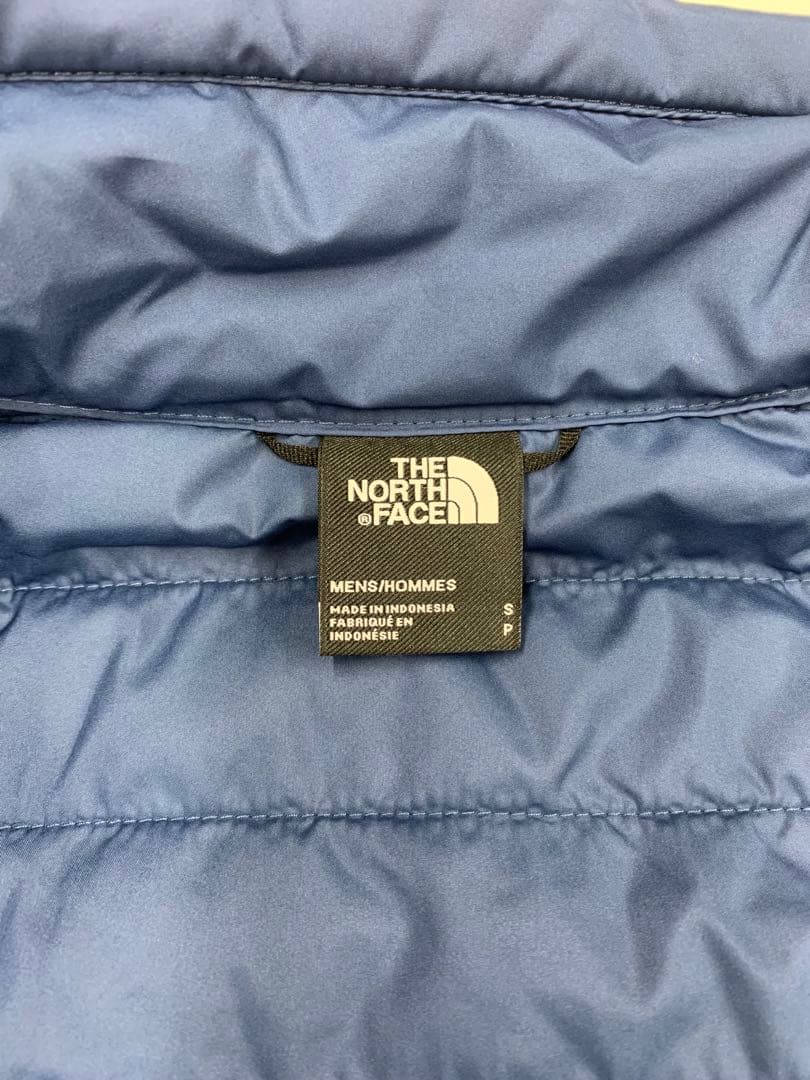 THE
NORTH
®FACE
MENS/HOMMES
MADE IN INDONESIA
FABRIQUÉ EN
INDONÉSIE
S
P